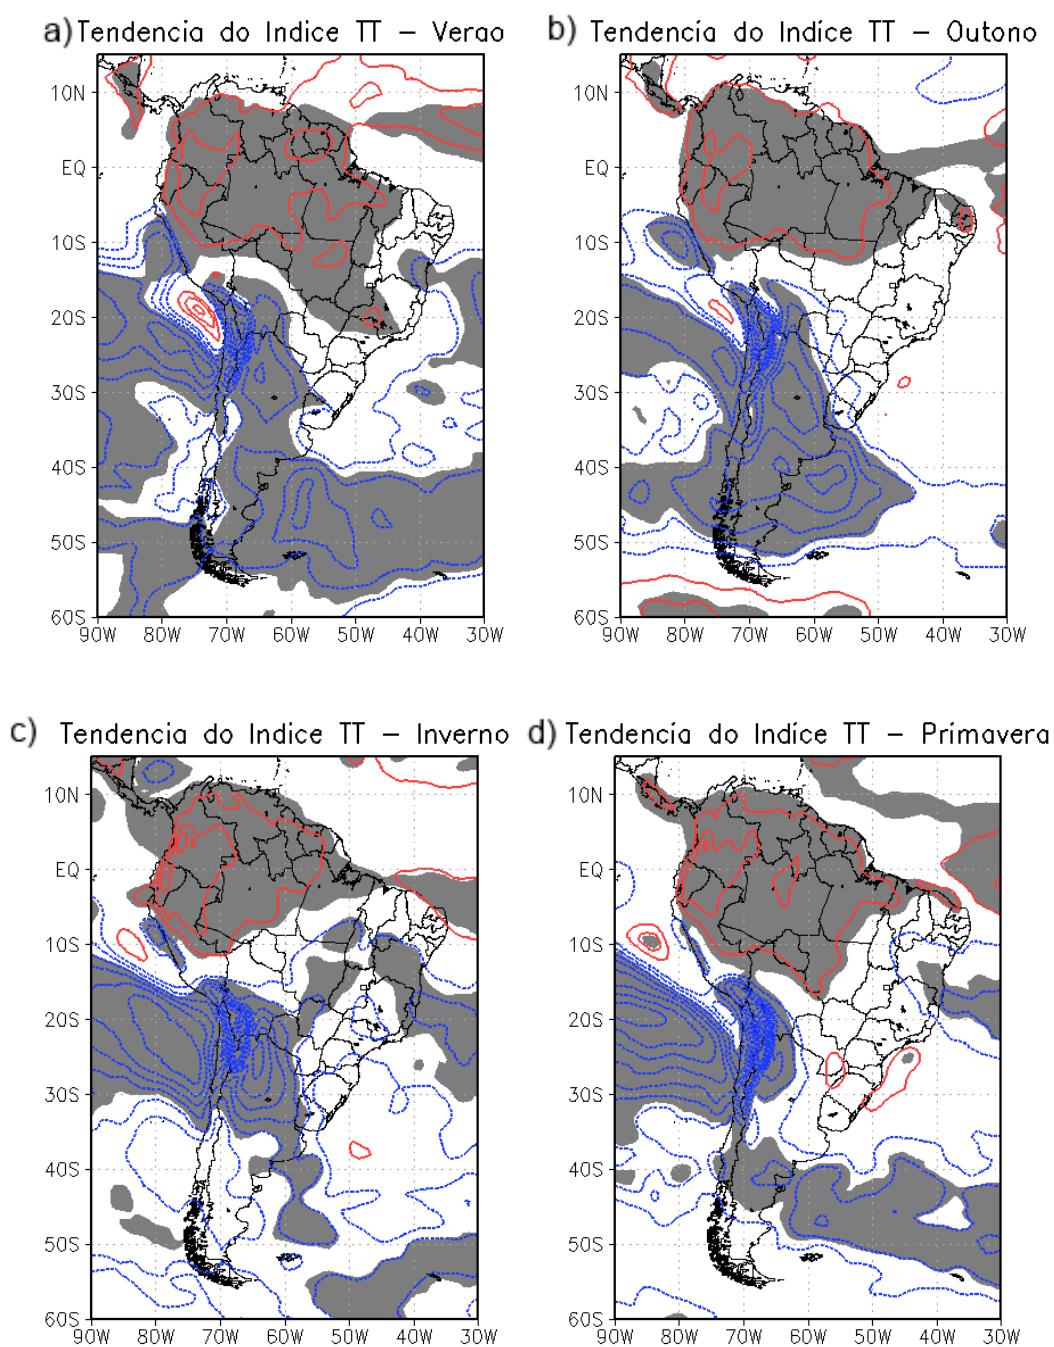 a) Tendencia do Indice TT – Verao
10N
EQ
10S
20S
30S
40S
50S
60S
90W 80W 70W 60W 50W 40W 30W
b) Tendencia do Indice TT – Outono
10N
EQ
10S
20S
30S
40S
50S
60S
90W 80W 70W 60W 50W 40W 30W
c) Tendencia do Indice TT – Inverno
10N
EQ
10S
20S
30S
40S
50S
60S
90W 80W 70W 60W 50W 40W 30W
d) Tendencia do Indice TT – Primavera
10N
EQ
10S
20S
30S
40S
50S
60S
90W 80W 70W 60W 50W 40W 30W